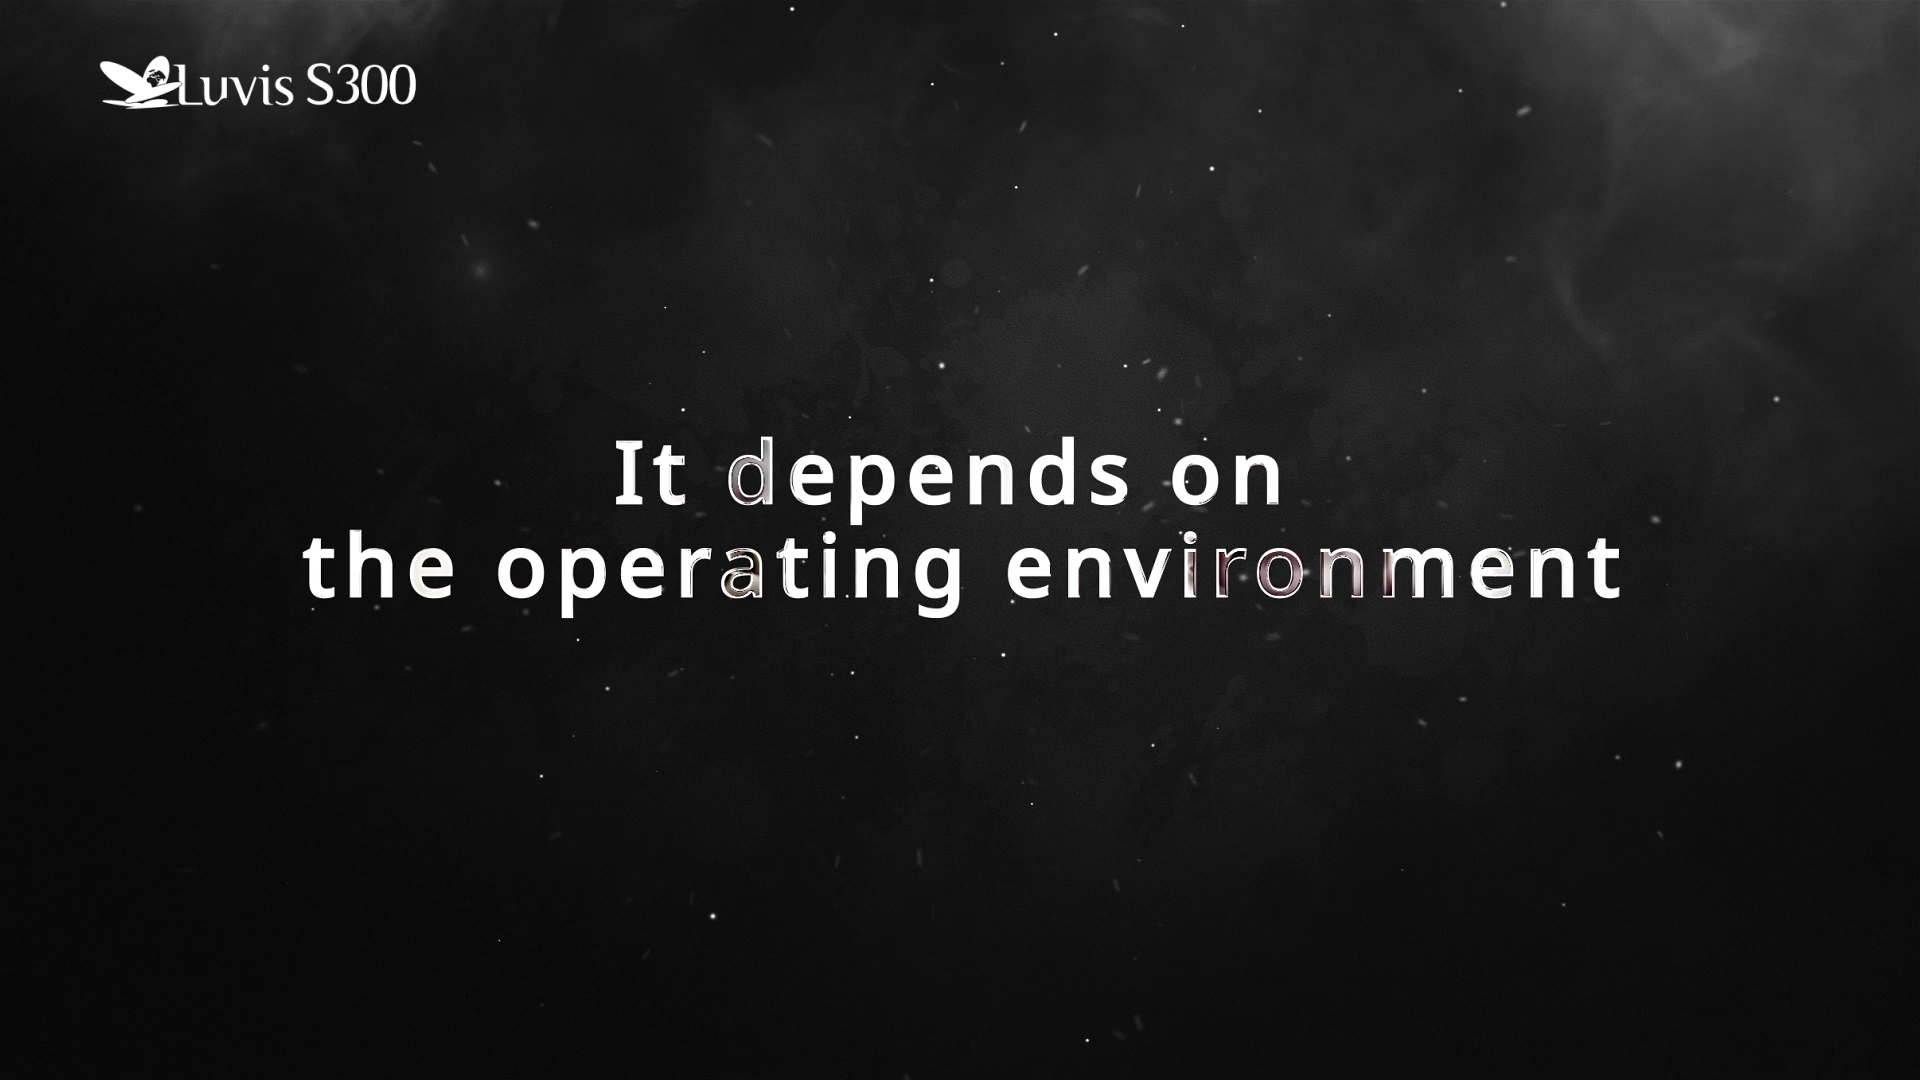 Luvis S300
It depends on
the operating environment